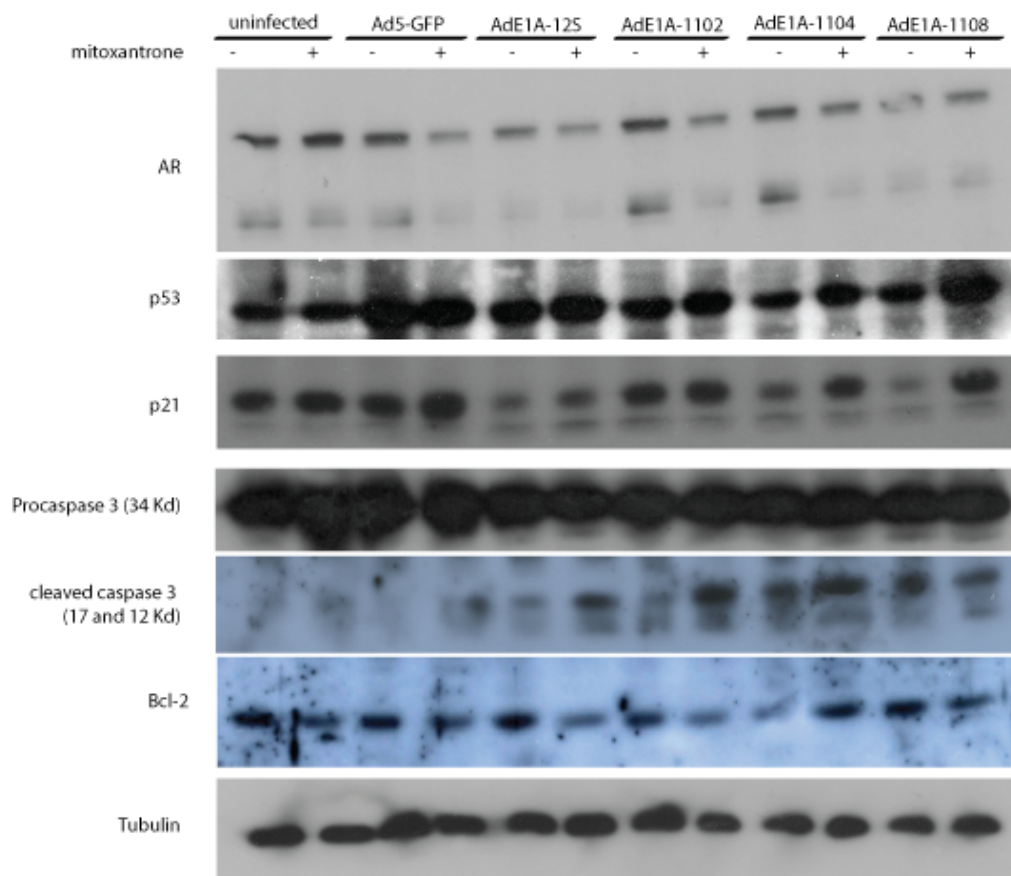 uninfected Ad5-GFP AdE1A-12S AdE1A-1102 AdE1A-1104 AdE1A-1108
mitoxantrone - + - + - + - + - + - +
AR
p53
p21
Procaspase 3 (34 Kd)
cleaved caspase 3
(17 and 12 Kd)
Bcl-2
Tubulin